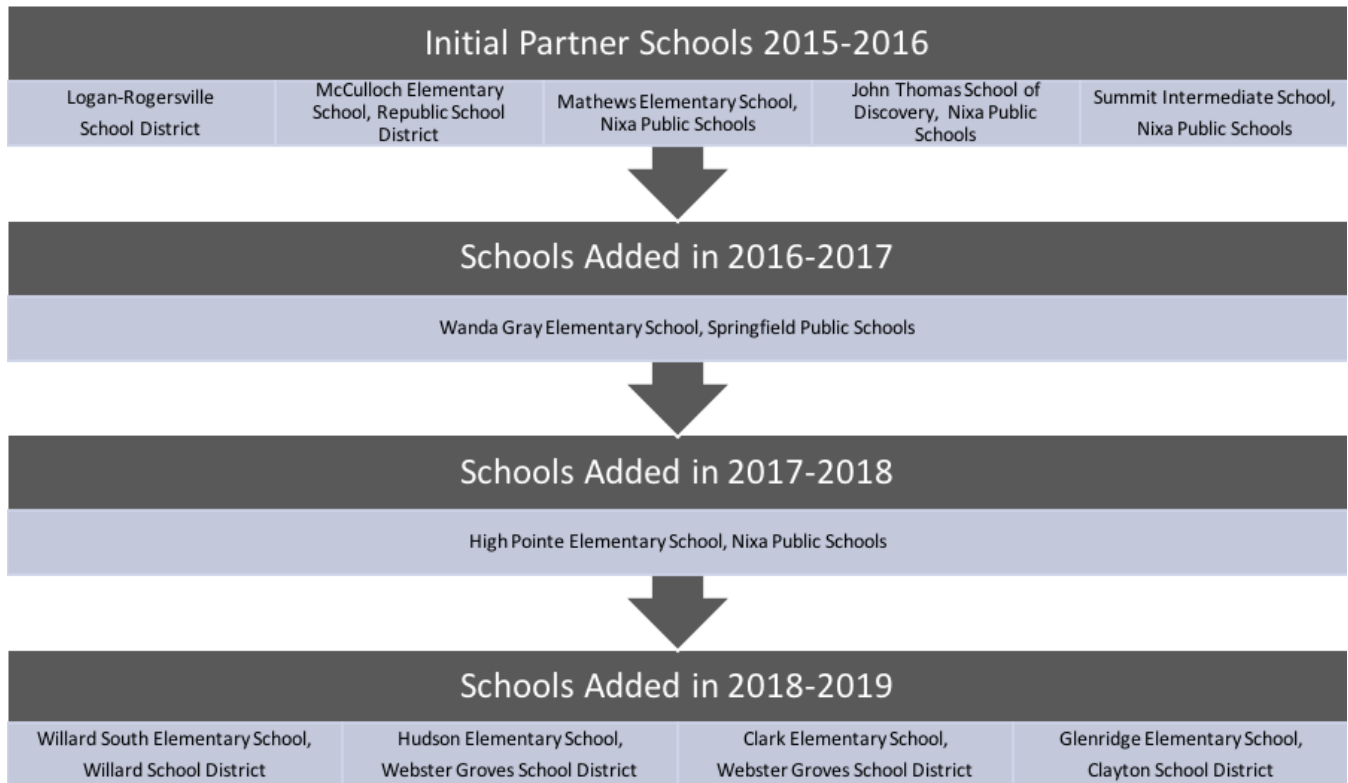 Initial Partner Schools 2015-2016
Logan-Rogersville
School District
McCulloch Elementary
School, Republic School
District
Mathews Elementary School,
Nixa Public Schools
John Thomas School of
Discovery, Nixa Public
Schools
Summit Intermediate School,
Nixa Public Schools
Schools Added in 2016-2017
Wanda Gray Elementary School, Springfield Public Schools
Schools Added in 2017-2018
High Pointe Elementary School, Nixa Public Schools
Schools Added in 2018-2019
Willard South Elementary School,
Willard School District
Hudson Elementary School,
Webster Groves School District
Clark Elementary School,
Webster Groves School District
Glenridge Elementary School,
Clayton School District